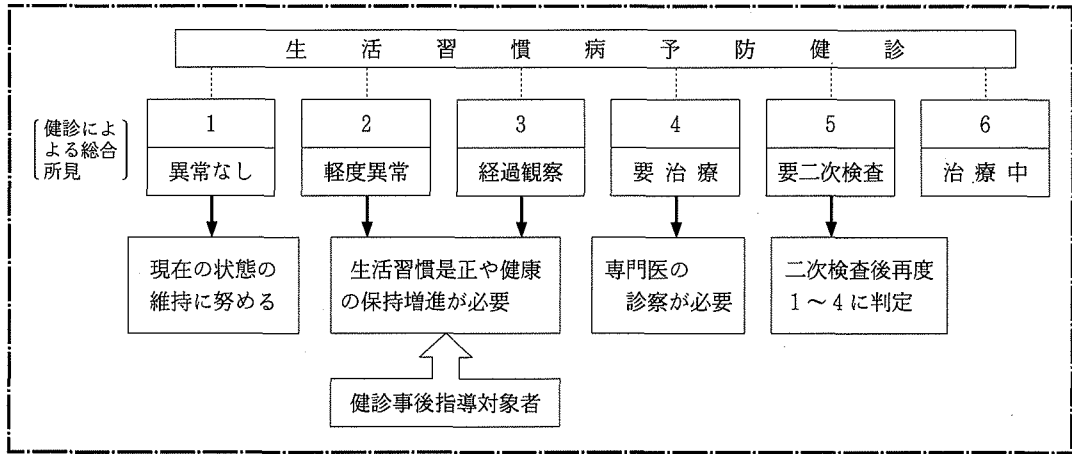 生活習慣病予防健診
健診によ
よる総合
所見
1
異常なし
2
軽度異常
3
経過観察
4
要治療
5
要二次検査
6
治療中
現在の状態の
維持に努める
生活習慣是正や健康
の保持増進が必要
専門医の
診察が必要
二次検査後再度
1～4に判定
健診事後指導対象者